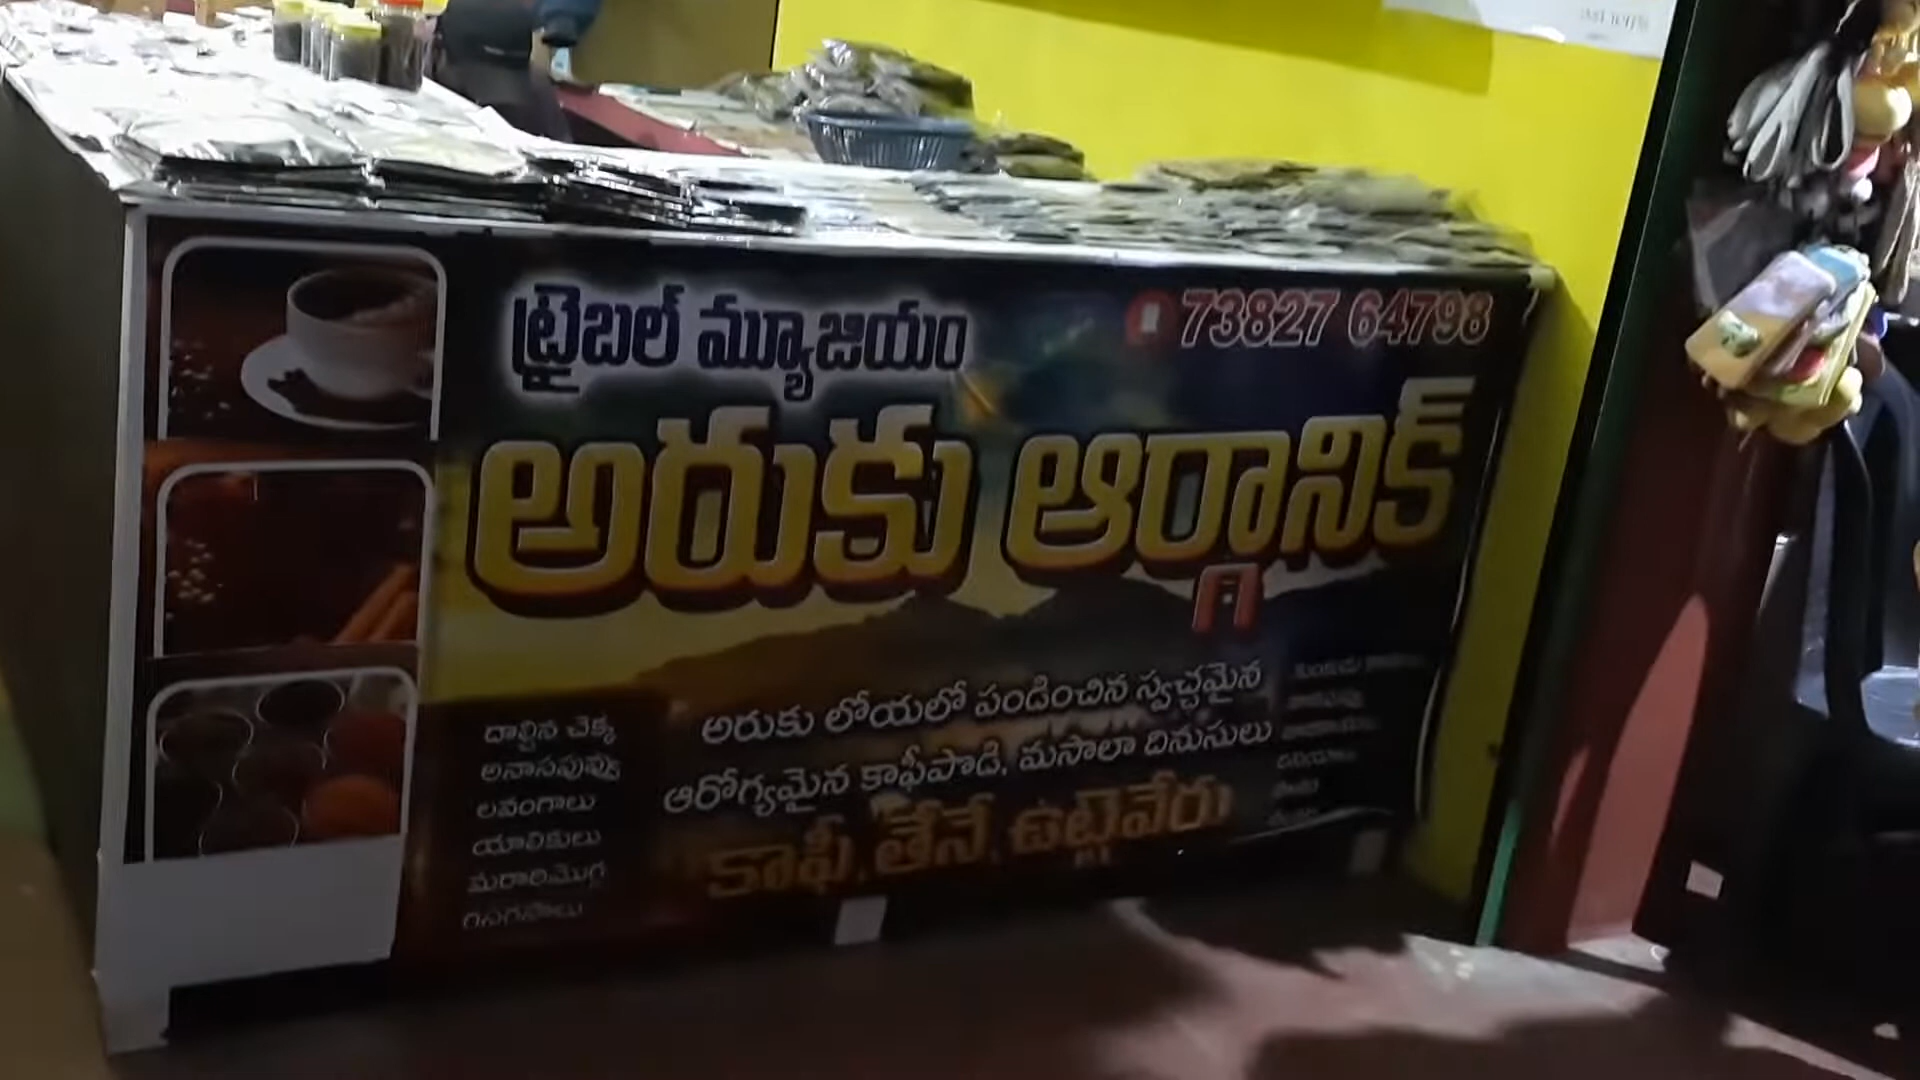 ట్రైబల్ మ్యూజియం
73827 64798
అరుకు ఆర్గానిక్
అరుకు లోయలో పండించిన స్వచ్ఛమైన
ఆరోగ్యమైన కాఫీపొడి, మసాలా దినుసులు
కాఫీ, తేనే, ఉట్టివేరు
దాల్చిన చెక్క
అనాసపువ్వు
లవంగాలు
యాలికులు
మరాఠిమొగ్గ
గసగసాలు